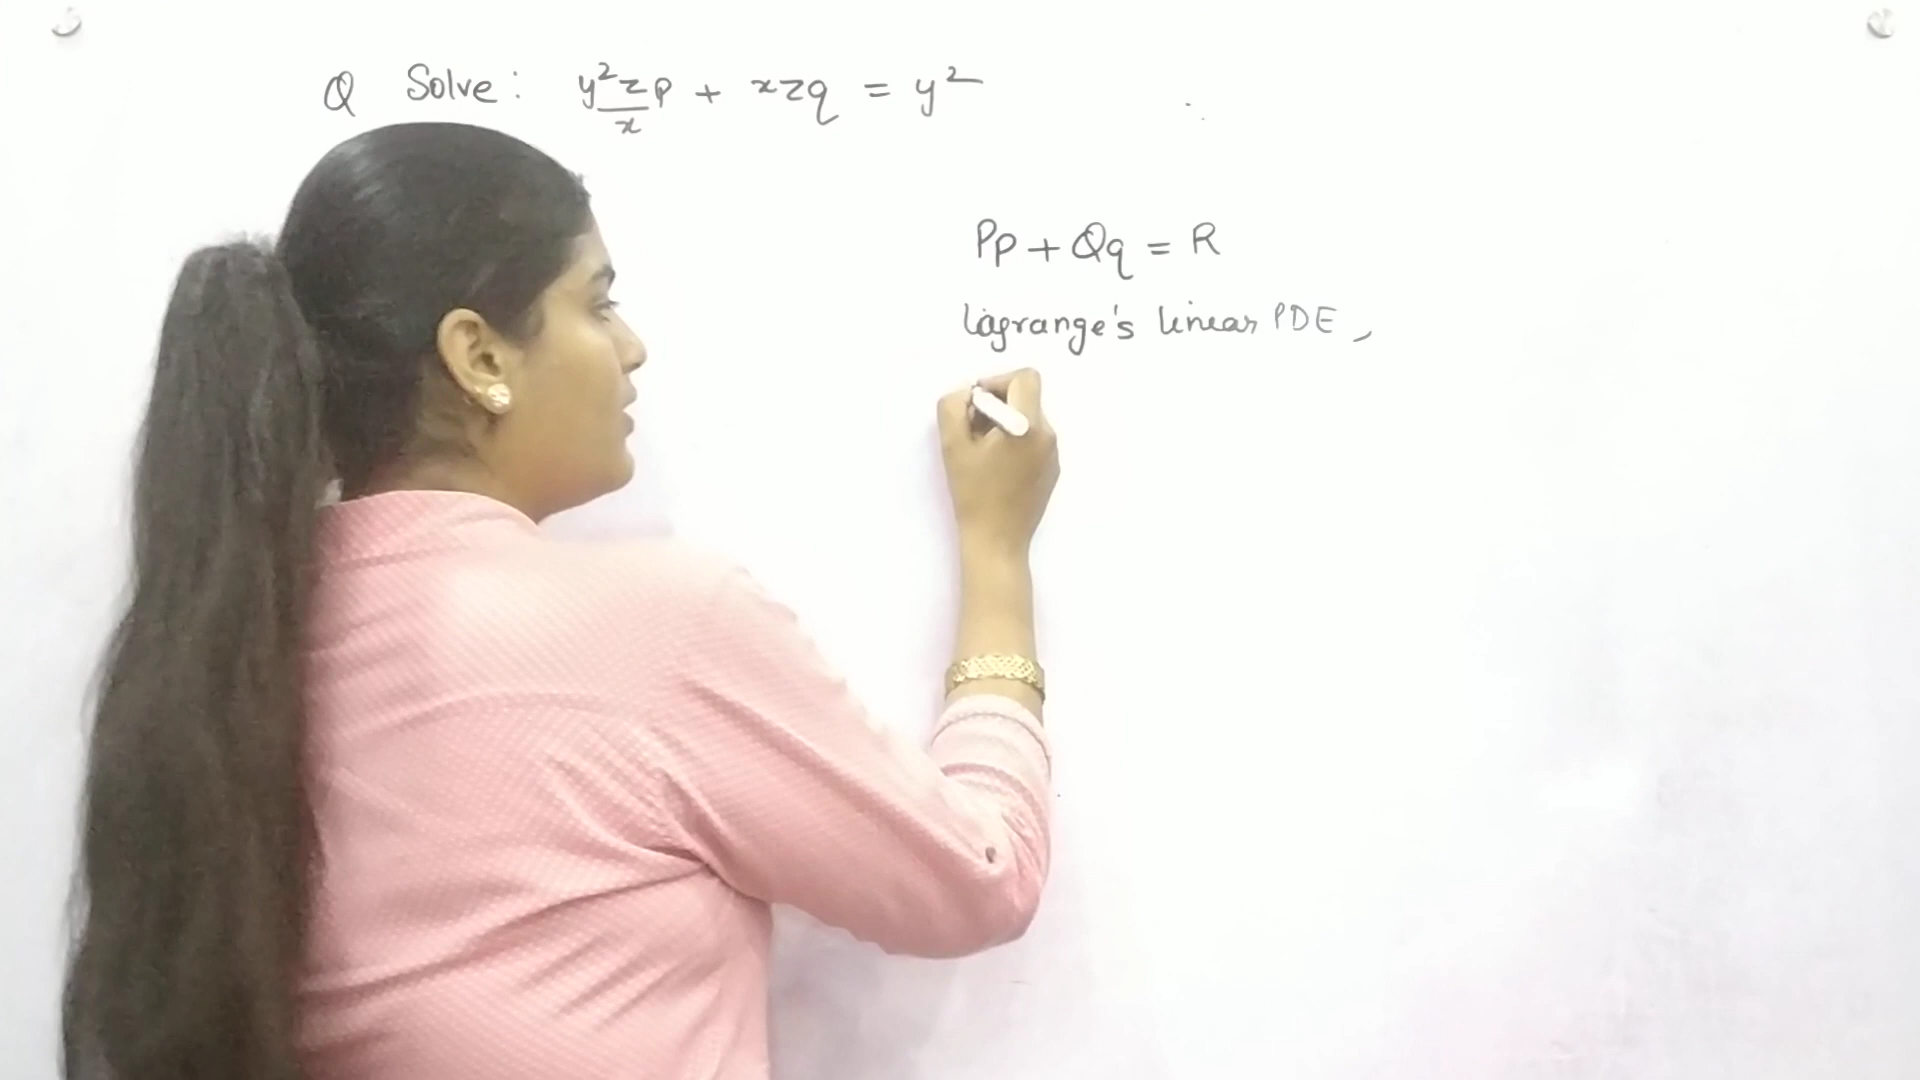 Q Solve: y²z/x p + xzq = y²
Pp + Qq = R
Lagrange's linear PDE,